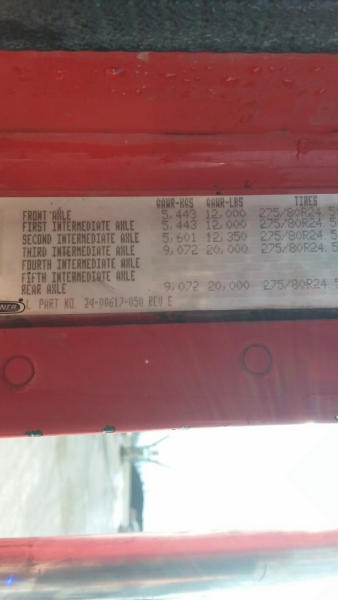 GAWR-KGS GAWR-LBS TIRES
FRONT AXLE 5,443 12,000 275/80R24.5
FIRST INTERMEDIATE AXLE 5,443 12,000 275/80R24.5
SECOND INTERMEDIATE AXLE 5,601 12,350 275/80R24.5
THIRD INTERMEDIATE AXLE 9,072 20,000 275/80R24.5
FOURTH INTERMEDIATE AXLE
FIFTH INTERMEDIATE AXLE
REAR AXLE 9,072 20,000 275/80R24.5
NER L PART NO. 24-00617-050 REV E